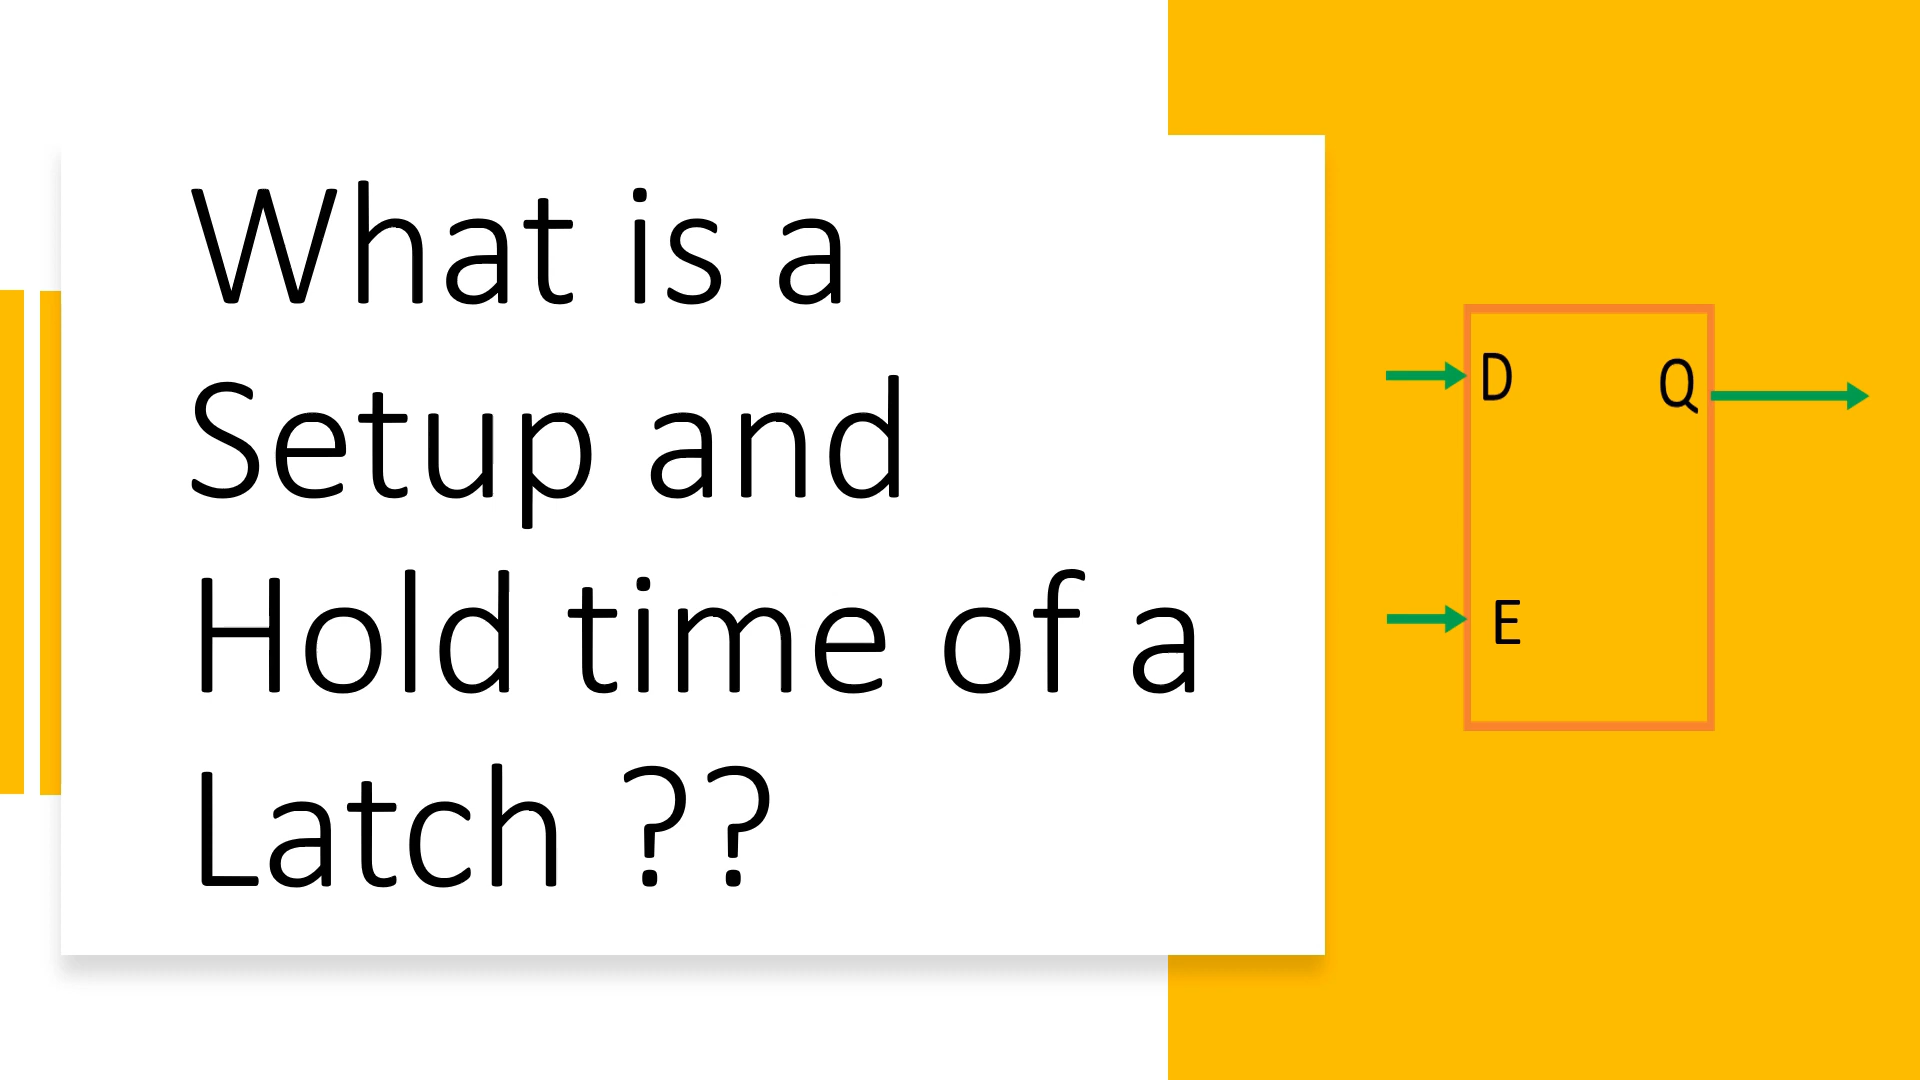 What is a
Setup and
Hold time of a
Latch ??
D
Q
E